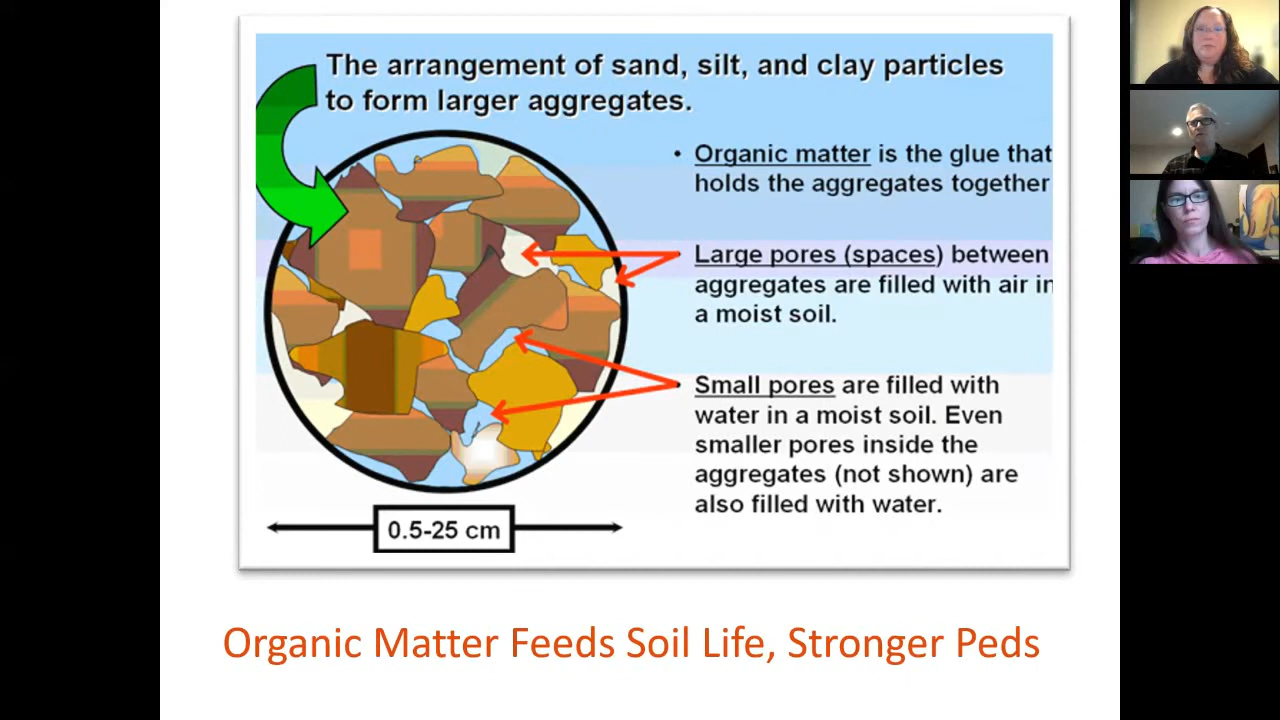 The arrangement of sand, silt, and clay particles
to form larger aggregates.
• Organic matter is the glue that
holds the aggregates together
• Large pores (spaces) between
aggregates are filled with air in
a moist soil.
• Small pores are filled with
water in a moist soil. Even
smaller pores inside the
aggregates (not shown) are
also filled with water.
0.5-25 cm
Organic Matter Feeds Soil Life, Stronger Peds